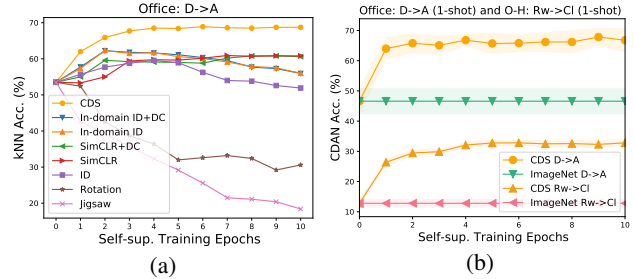 Office: D->A
kNN Acc. (%)
70
60
50
40
30
20
CDS
In-domain ID+DC
In-domain ID
SimCLR+DC
SimCLR
ID
Rotation
Jigsaw
0 1 2 3 4 5 6 7 8 9 10
Self-sup. Training Epochs
(a)
Office: D->A (1-shot) and O-H: Rw->Cl (1-shot)
CDAN Acc. (%)
70
60
50
40
30
20
10
CDS D->A
ImageNet D->A
CDS Rw->Cl
ImageNet Rw->Cl
0 2 4 6 8 10
Self-sup. Training Epochs
(b)